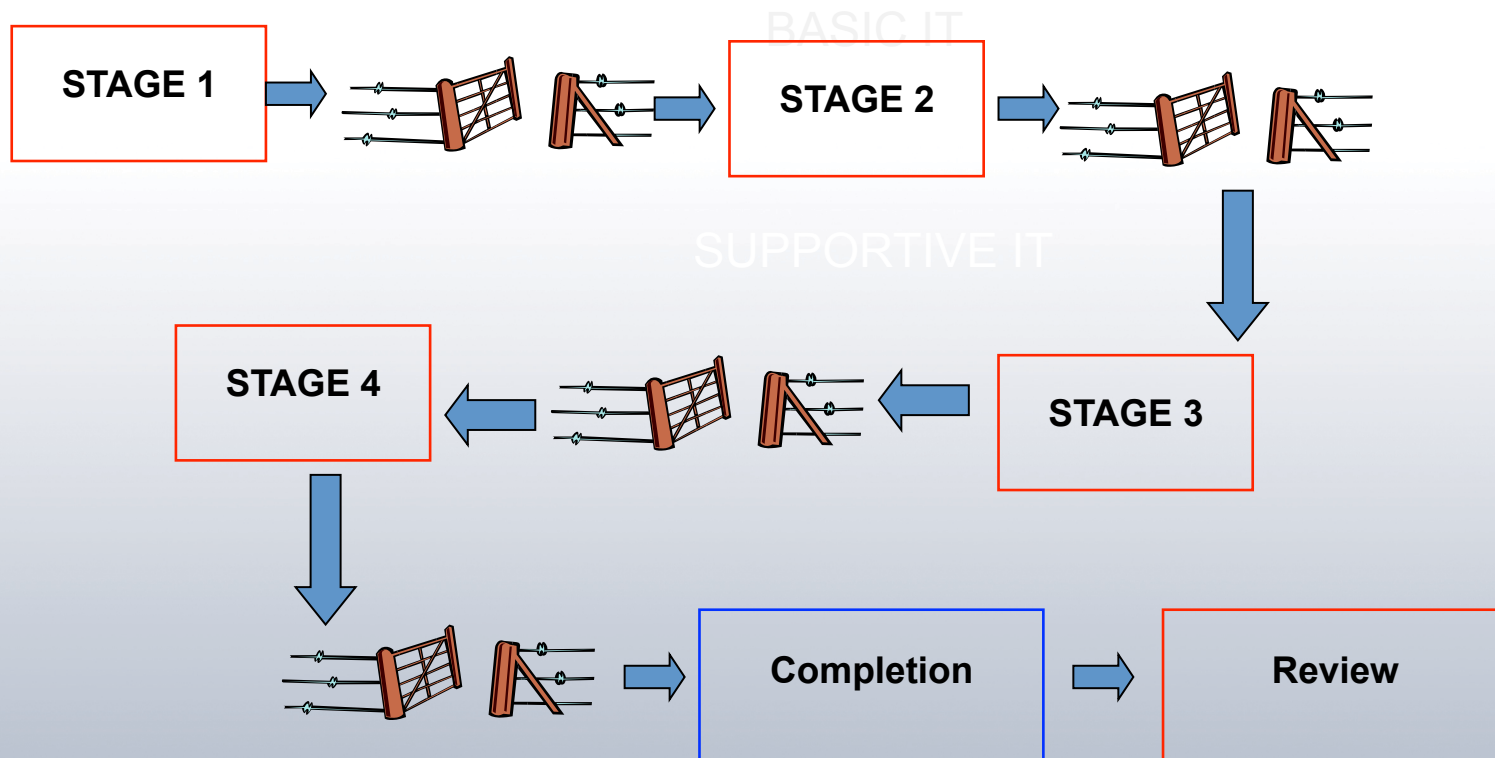 BASIC IT
STAGE 1
STAGE 2
SUPPORTIVE IT
STAGE 4
STAGE 3
Completion
Review